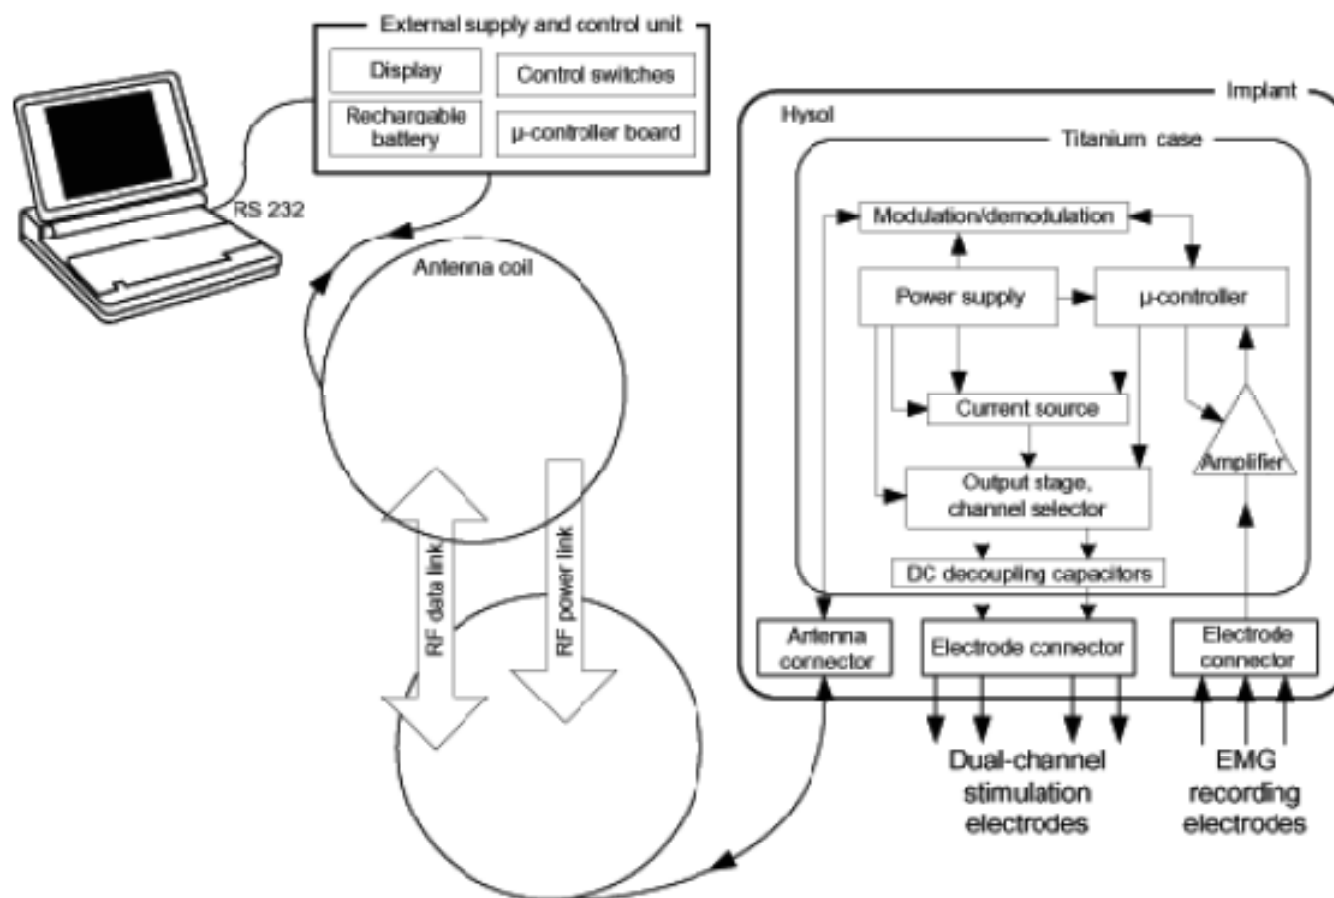 External supply and control unit
Display
Control switches
Rechargable
battery
µ-controller board
RS 232
Antenna coil
RF data link
RF power link
Implant
Hysol
Titanium case
Modulation/demodulation
Power supply
µ-controller
Current source
Amplifier
Output stage,
channel selector
DC decoupling capacitors
Antenna
connector
Electrode connector
Electrode
connector
Dual-channel
stimulation
electrodes
EMG
recording
electrodes